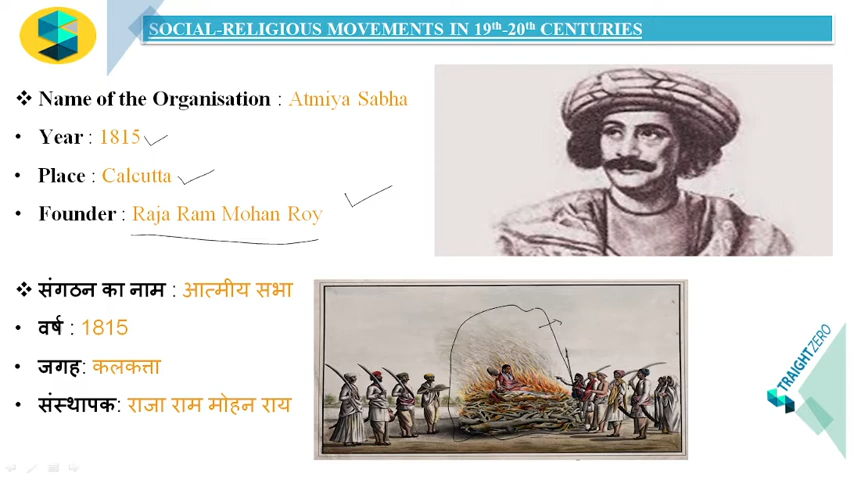 SOCIAL-RELIGIOUS MOVEMENTS IN 19th-20th CENTURIES
❖ Name of the Organisation : Atmiya Sabha
• Year : 1815
• Place : Calcutta
• Founder : Raja Ram Mohan Roy
❖ संगठन का नाम : आत्मीय सभा
• वर्ष : 1815
• जगह: कलकत्ता
• संस्थापक: राजा राम मोहन राय
TRAIGHTZERO